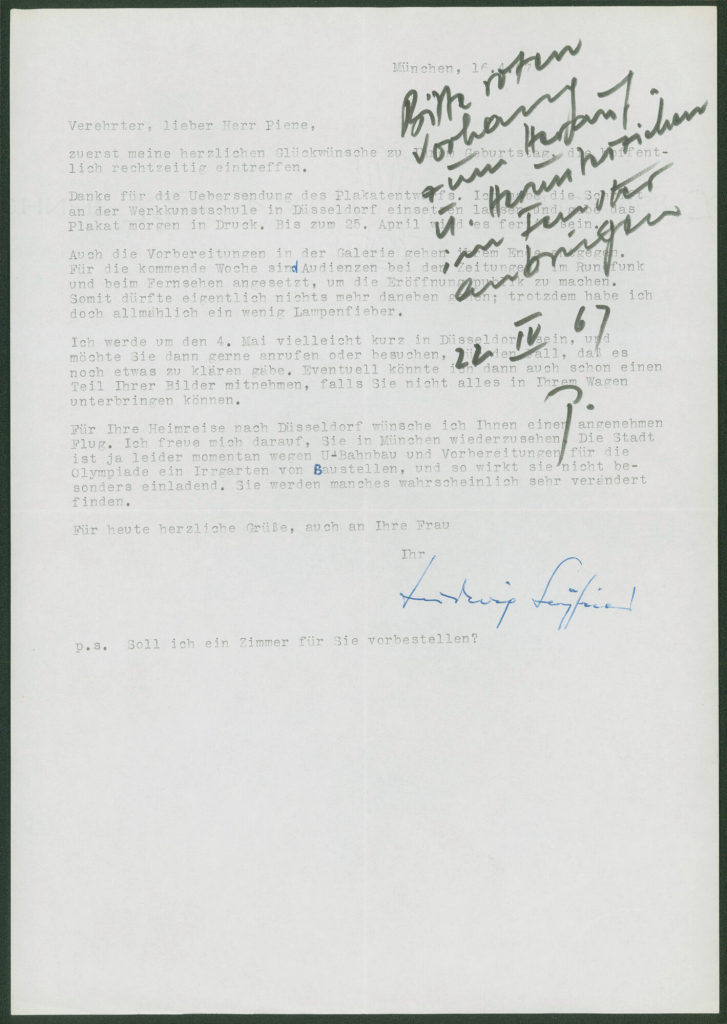 München, 16.4.67
Bitte roten
Vorhang
zum Herauf-
u. Herunterziehen
im Fenster
anbringen
22 IV 67
P.
Verehrter, lieber Herr Piene,
zuerst meine herzlichen Glückwünsche zu Ihrem Geburtstag, die hoffent-
lich rechtzeitig eintreffen.
Danke für die Uebersendung des Plakatentwurfs. Ich habe die Schrift
an der Werkkunstschule in Düsseldorf einsetzen lassen und gebe das
Plakat morgen in Druck. Bis zum 25. April wird es fertig sein.
Auch die Vorbereitungen in der Galerie gehen ihrem Ende entgegen.
Für die kommende Woche sind Audienzen bei den Zeitungen, im Rundfunk
und beim Fernsehen angesetzt, um die Eröffnung publik zu machen.
Somit dürfte eigentlich nichts mehr daneben gehen; trotzdem habe ich
doch allmählich ein wenig Lampenfieber.
Ich werde um den 4. Mai vielleicht kurz in Düsseldorf sein, und
möchte Sie dann gerne anrufen oder besuchen, für den Fall, daß es
noch etwas zu klären gäbe. Eventuell könnte ich dann auch schon einen
Teil Ihrer Bilder mitnehmen, falls Sie nicht alles in Ihrem Wagen
unterbringen können.
Für Ihre Heimreise nach Düsseldorf wünsche ich Ihnen einen angenehmen
Flug. Ich freue mich darauf, Sie in München wiederzusehen. Die Stadt
ist ja leider momentan wegen U-Bahnbau und Vorbereitungen für die
Olympiade ein Irrgarten von Baustellen, und so wirkt sie nicht be-
sonders einladend. Sie werden manches wahrscheinlich sehr verändert
finden.
Für heute herzliche Grüße, auch an Ihre Frau
Ihr
Ludwig Seyfried
p.s. Soll ich ein Zimmer für Sie vorbestellen?